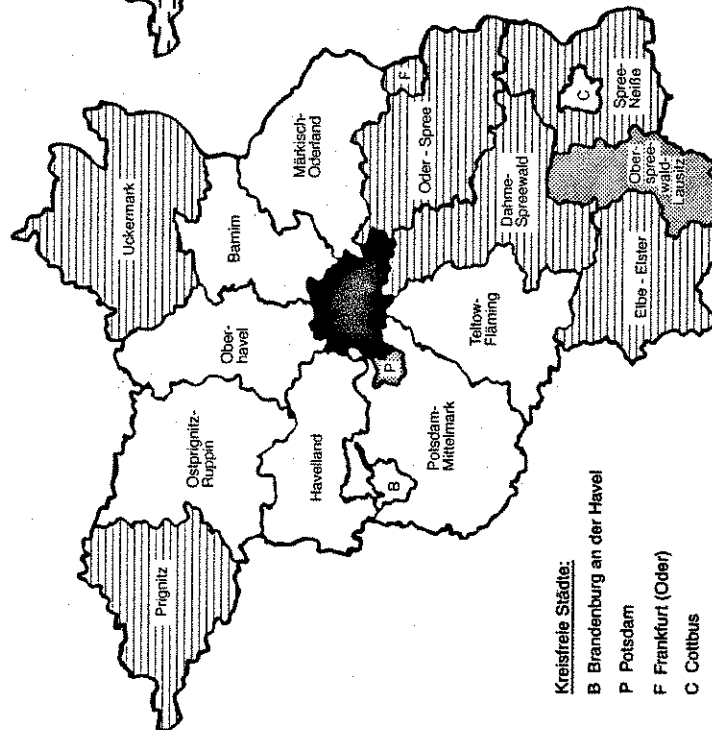 Prignitz
Ostprignitz-
Ruppin
Ober-
havel
Uckermark
Barnim
Märkisch-
Oderland
Havelland
B
P
Potsdam-
Mittelmark
Teltow-
Fläming
Oder - Spree
F
Dahme-
Spreewald
C
Spree-
Neiße
Ober-
spree-
wald-
Lausitz
Elbe - Elster
Kreisfreie Städte:
B Brandenburg an der Havel
P Potsdam
F Frankfurt (Oder)
C Cottbus